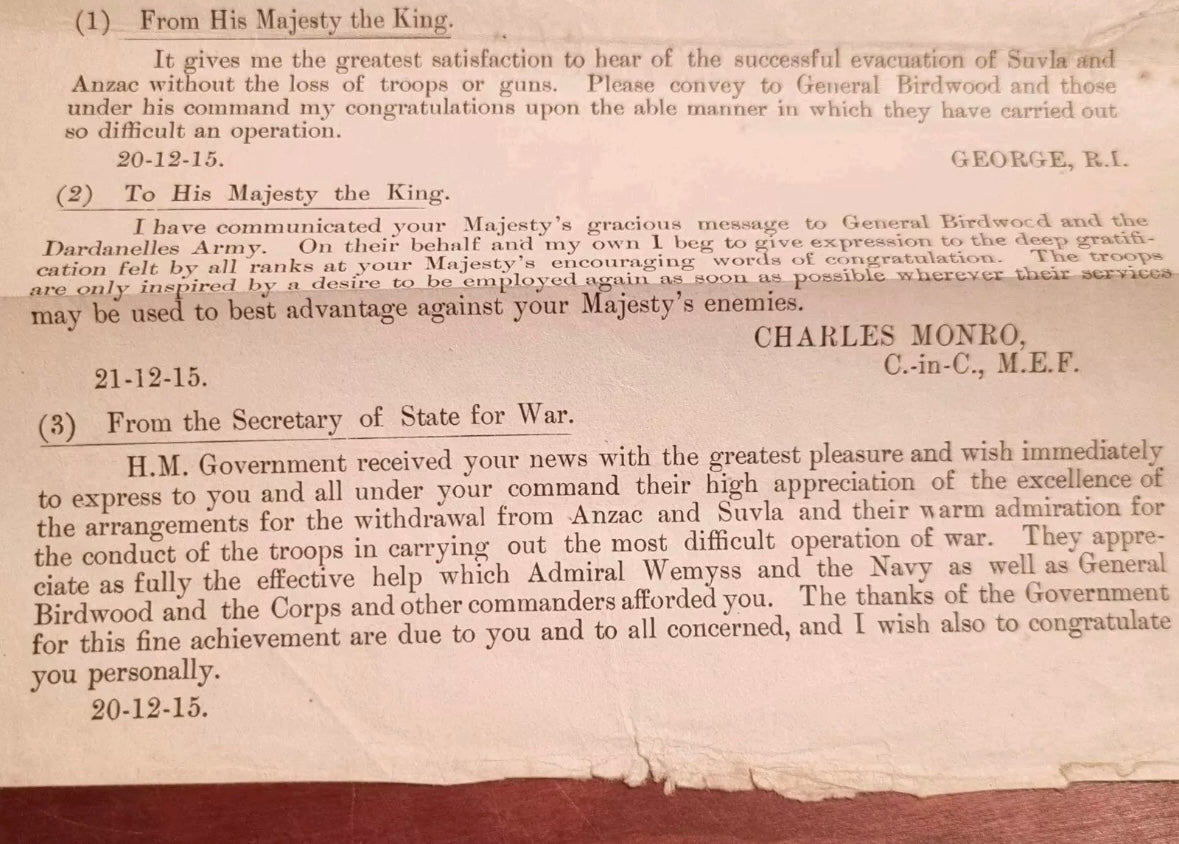 (1) From His Majesty the King.
It gives me the greatest satisfaction to hear of the successful evacuation of Suvla and
Anzac without the loss of troops or guns. Please convey to General Birdwood and those
under his command my congratulations upon the able manner in which they have carried out
so difficult an operation.
20-12-15. GEORGE, R.I.
(2) To His Majesty the King.
I have communicated your Majesty's gracious message to General Birdwood and the
Dardanelles Army. On their behalf and my own I beg to give expression to the deep gratifi-
cation felt by all ranks at your Majesty's encouraging words of congratulation. The troops
are only inspired by a desire to be employed again as soon as possible wherever their services
may be used to best advantage against your Majesty's enemies.
CHARLES MONRO,
C.-in-C., M.E.F.
21-12-15.
(3) From the Secretary of State for War.
H.M. Government received your news with the greatest pleasure and wish immediately
to express to you and all under your command their high appreciation of the excellence of
the arrangements for the withdrawal from Anzac and Suvla and their warm admiration for
the conduct of the troops in carrying out the most difficult operation of war. They appre-
ciate as fully the effective help which Admiral Wemyss and the Navy as well as General
Birdwood and the Corps and other commanders afforded you. The thanks of the Government
for this fine achievement are due to you and to all concerned, and I wish also to congratulate
you personally.
20-12-15.